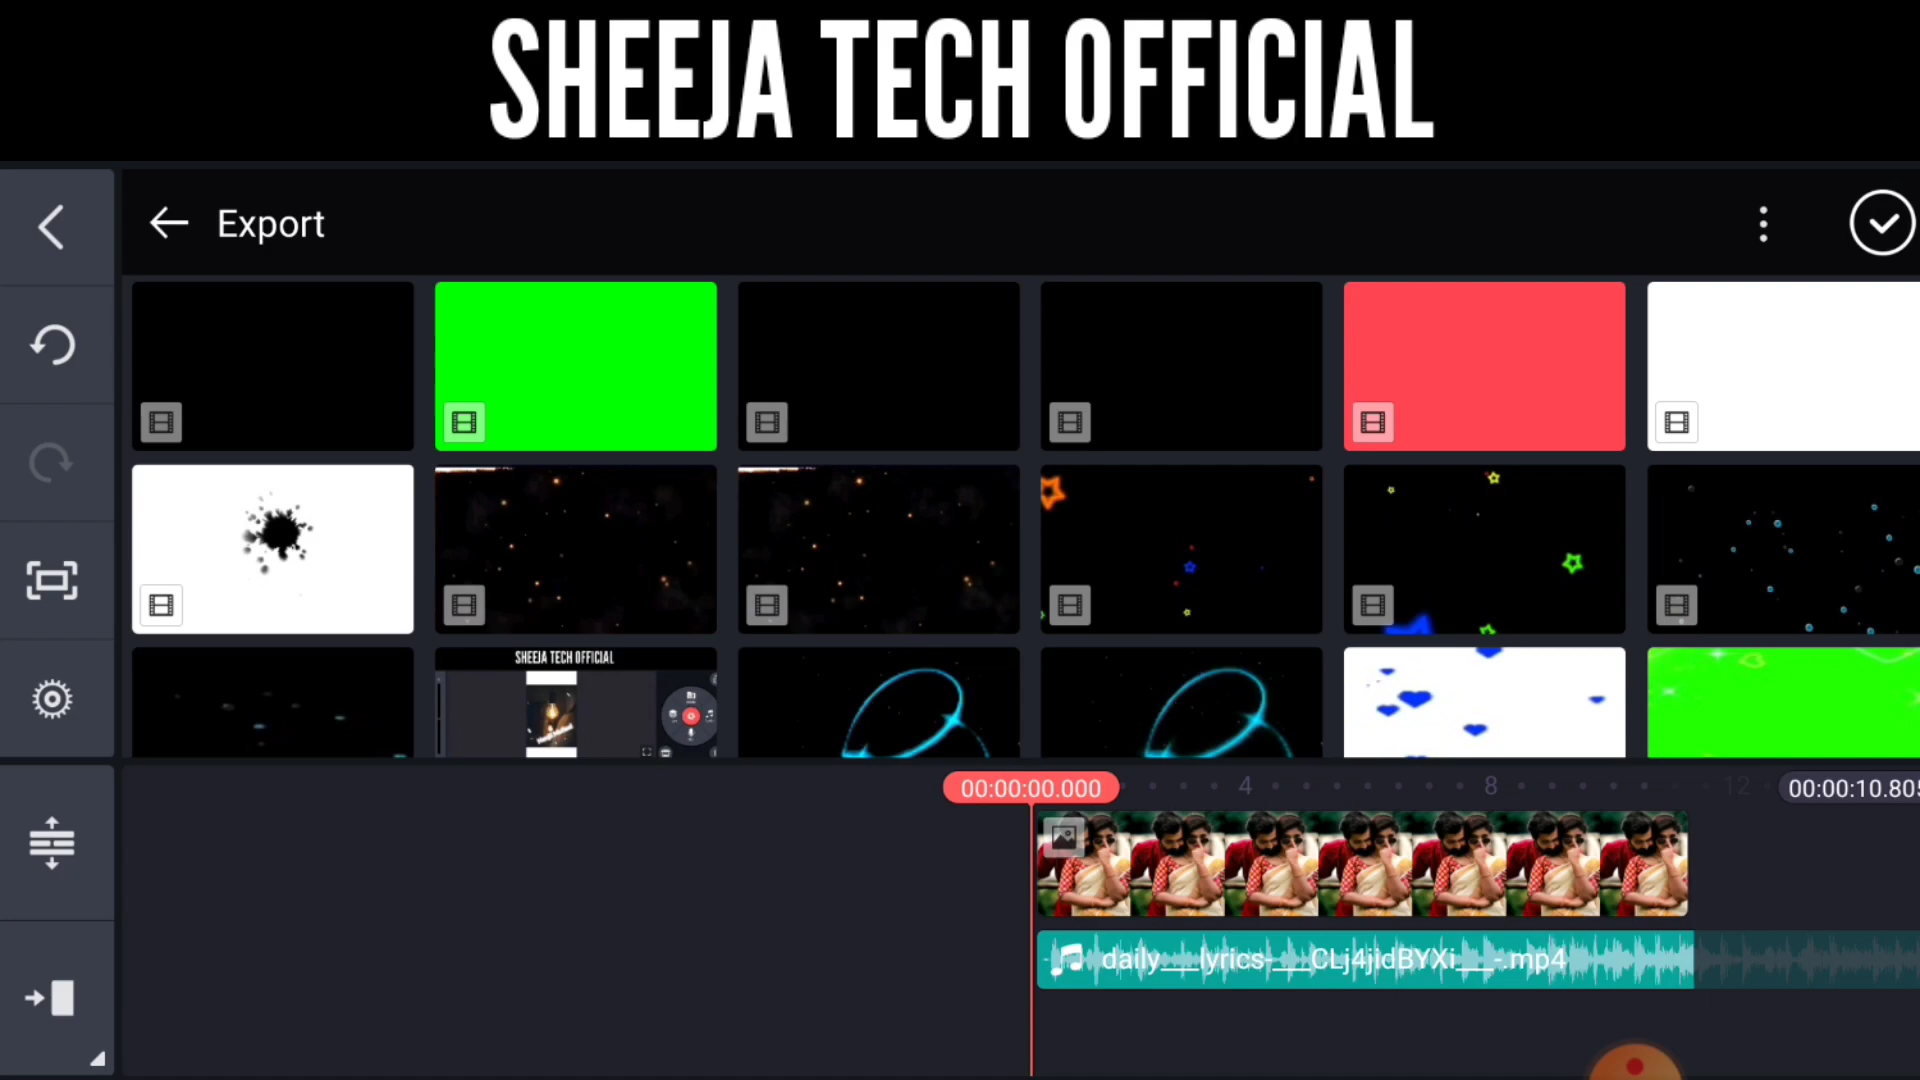 SHEEJA TECH OFFICIAL
Export
SHEEJA TECH OFFICIAL
00:00:00.000
4
8
12
00:00:10.805
daily___lyrics-___CLj4jidBYXi___-.mp4